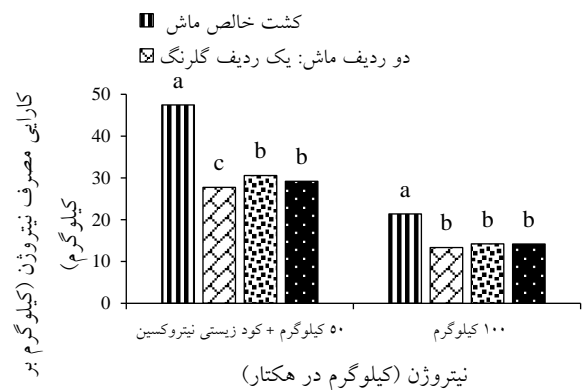 کشت خالص ماش
دو ردیف ماش: یک ردیف گلرنگ
کارایی مصرف نیتروژن (کیلوگرم بر
کیلوگرم)
50
40
30
20
10
0
a
c
b
b
a
b
b
b
۵۰ کیلوگرم + کود زیستی نیتروکسین
۱۰۰ کیلوگرم
نیتروژن (کیلوگرم در هکتار)